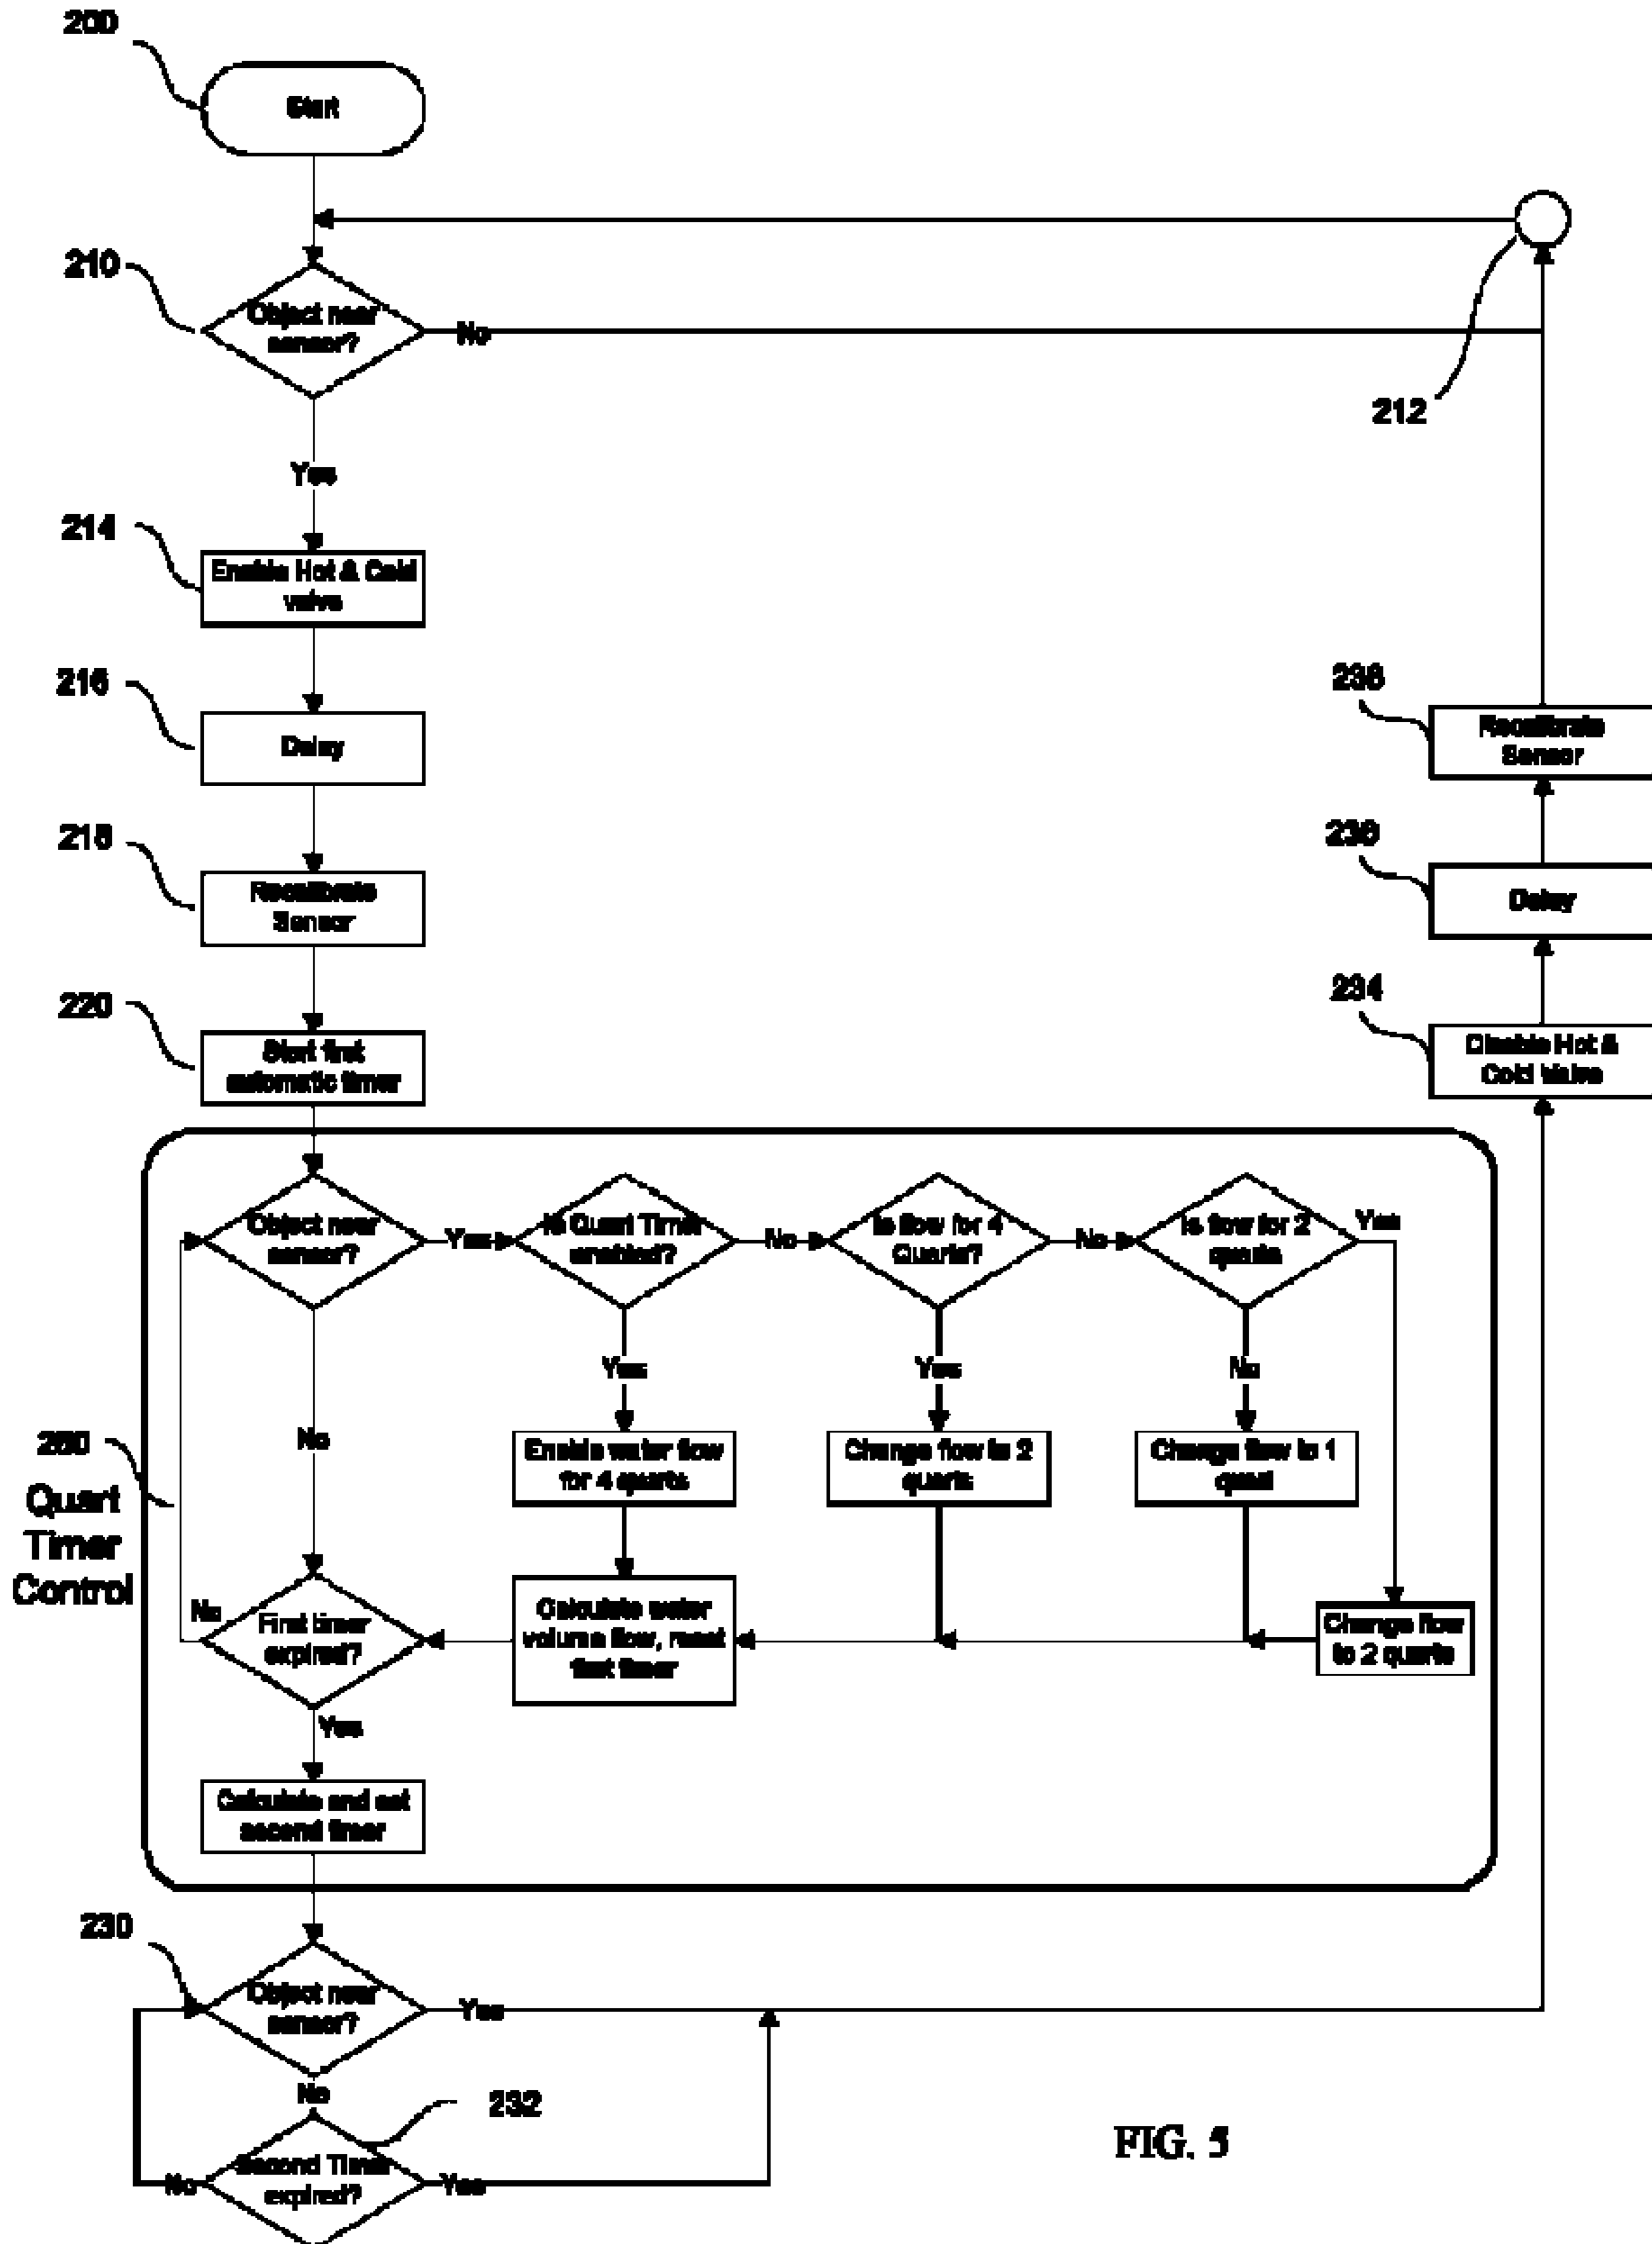 200
Start
210
Object near
sensor?
No
212
Yes
214
Enable Hot & Cold
valve
216
Delay
218
Recalibrate
Sensor
220
Start first
automatic timer
238
Recalibrate
Sensor
236
Delay
234
Disable Hot &
Cold Valve
Object near
sensor?
Yes
Is Quart Timer
enabled?
No
Is flow for 4
Quarts?
No
Is flow for 2
quarts
Yes
No
Yes
Yes
No
Enable water flow
for 4 quarts
Change flow to 2
quarts
Change flow to 1
quart
260
Quart
Timer
Control
No
First timer
expired?
Calculate water
volume flow, reset
first timer
Change flow
to 2 quarts
Yes
Calculate and set
second timer
230
Object near
sensor?
Yes
No
232
No
Second Timer
expired?
Yes
FIG. 5